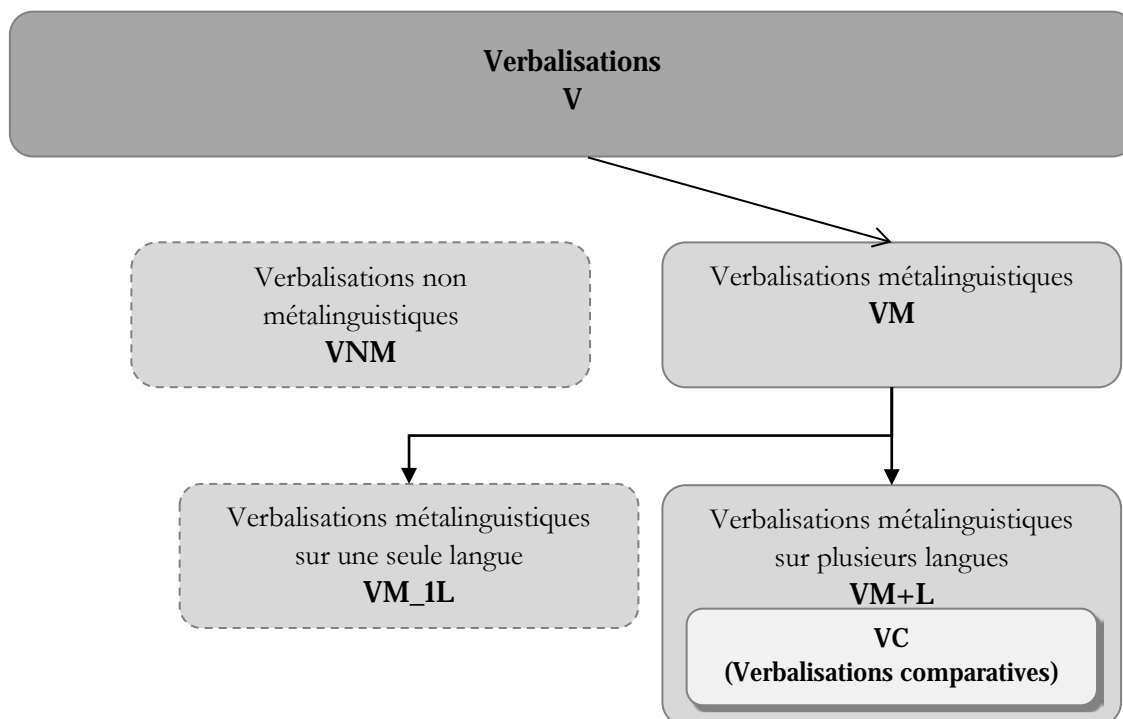 Verbalisations
V
Verbalisations non
métalinguistiques
VNM
Verbalisations métalinguistiques
VM
Verbalisations métalinguistiques
sur une seule langue
VM_1L
Verbalisations métalinguistiques
sur plusieurs langues
VM+L
VC
(Verbalisations comparatives)